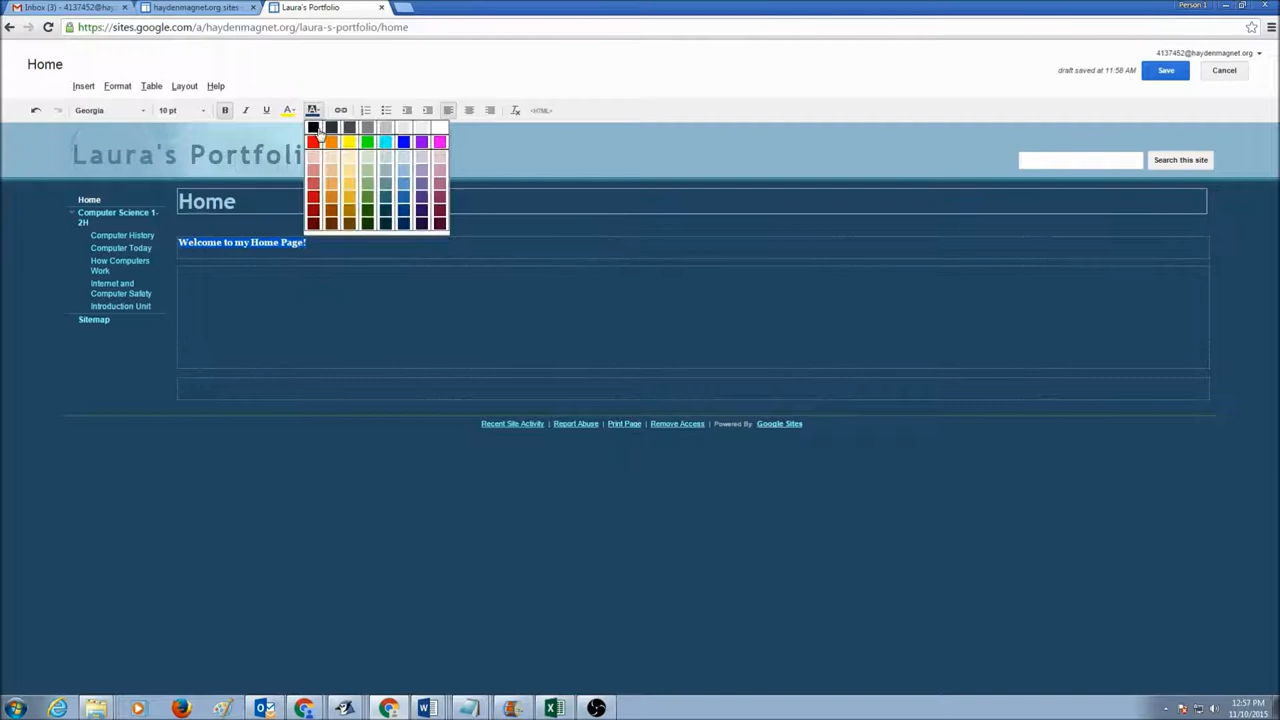 Inbox (3) - 4137452@hay
haydenmagnet.org sites
Laura's Portfolio
Person 1
https://sites.google.com/a/haydenmagnet.org/laura-s-portfolio/home
4137452@haydenmagnet.org
Home
draft saved at 11:58 AM
Save
Cancel
Insert Format Table Layout Help
Georgia 10 pt B I U A A <HTML>
Laura's Portfoli
Search this site
Home
Home
Computer Science 1-
2H
Computer History
Computer Today
How Computers
Work
Internet and
Computer Safety
Introduction Unit
Sitemap
Welcome to my Home Page!
Recent Site Activity | Report Abuse | Print Page | Remove Access | Powered By Google Sites
12:57 PM
11/10/2015